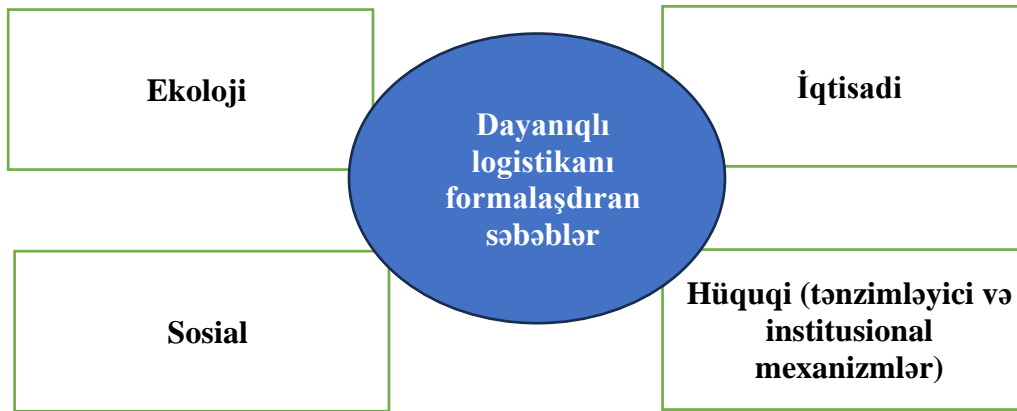 Ekoloji
İqtisadi
Dayanıqlı
logistikanı
formalaşdıran
səbəblər
Sosial
Hüquqi (tənzimləyici və
institusional
mexanizmlər)